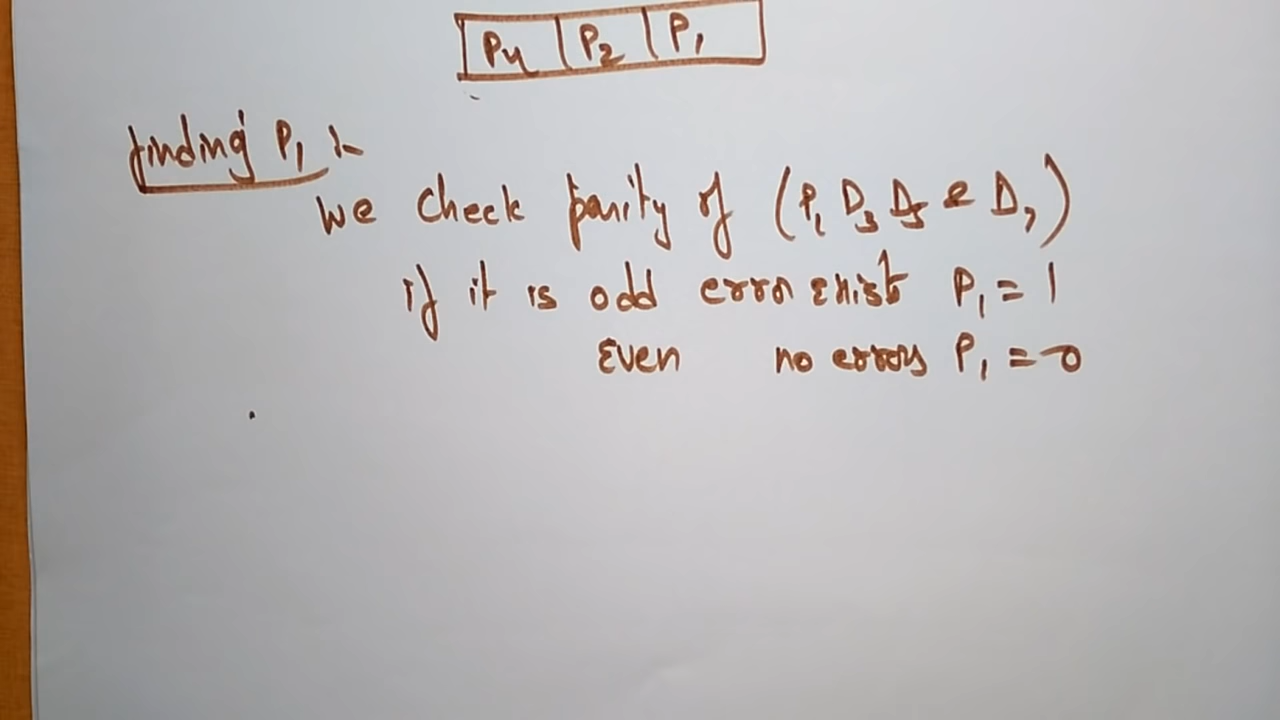 P4 | P2 | P1
finding P1 :-
We check parity of (P1 D3 D5 & D7)
if it is odd error exist P1 = 1
Even no errors P1 = 0